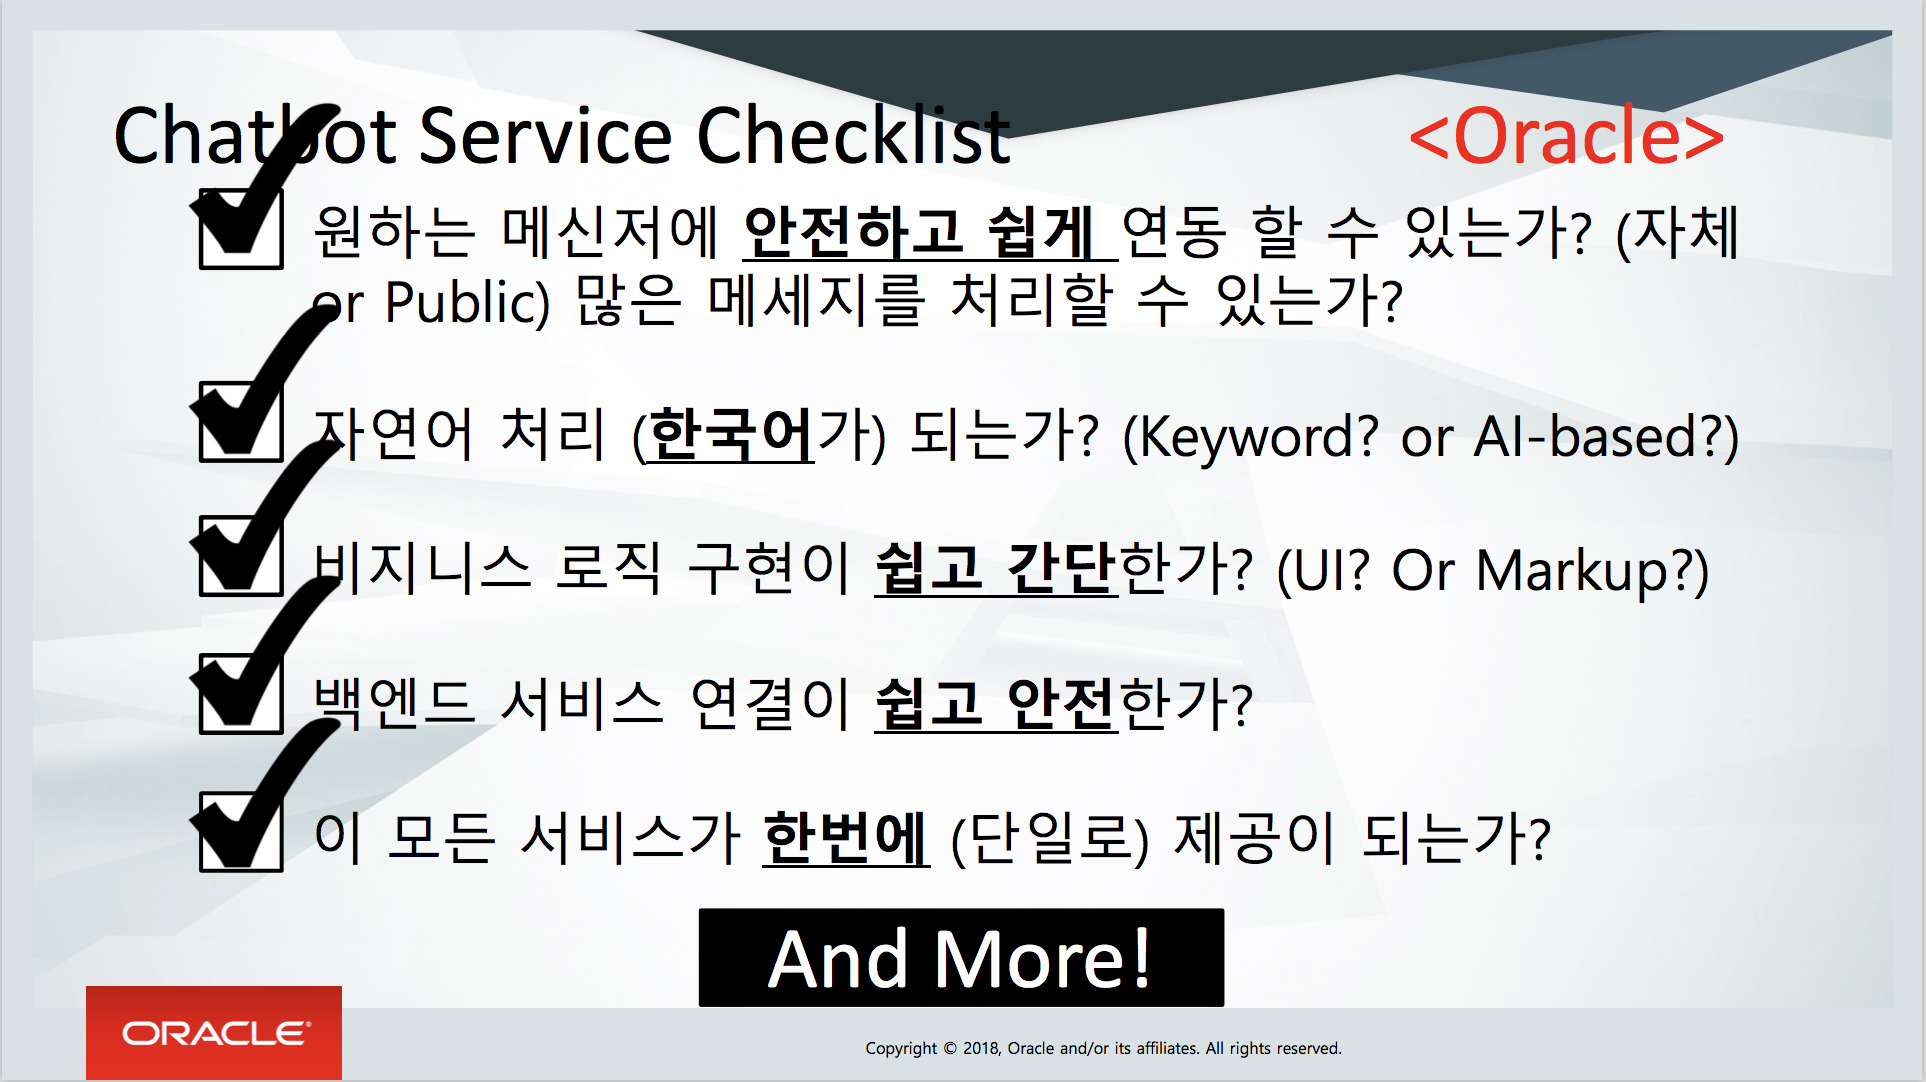 Chatbot Service Checklist <Oracle>
원하는 메신저에 안전하고 쉽게 연동 할 수 있는가? (자체
or Public) 많은 메세지를 처리할 수 있는가?
자연어 처리 (한국어가) 되는가? (Keyword? or AI-based?)
비지니스 로직 구현이 쉽고 간단한가? (UI? Or Markup?)
백엔드 서비스 연결이 쉽고 안전한가?
이 모든 서비스가 한번에 (단일로) 제공이 되는가?
And More!
ORACLE®
Copyright © 2018, Oracle and/or its affiliates. All rights reserved.